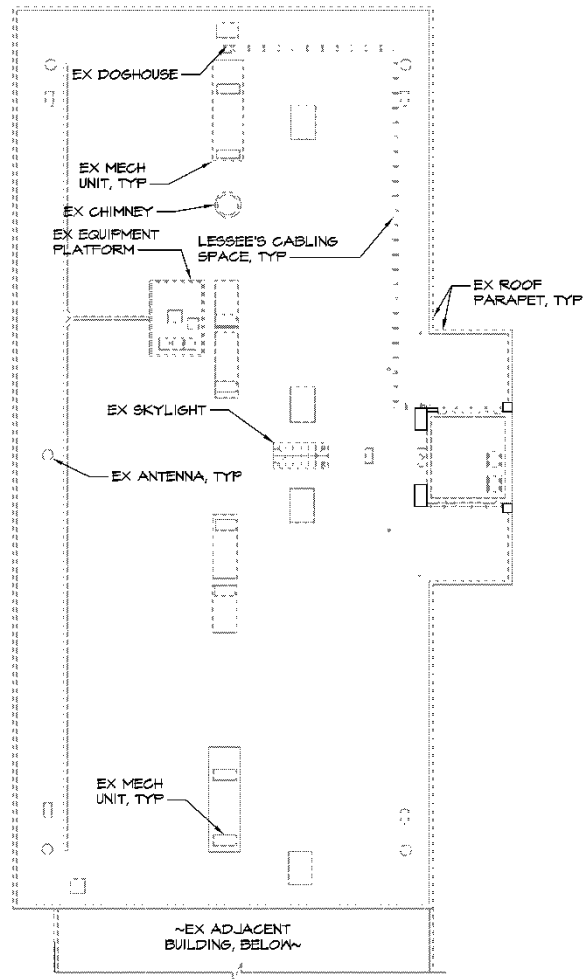 EX DOGHOUSE
EX MECH
UNIT, TYP
EX CHIMNEY
EX EQUIPMENT
PLATFORM
LESSEE'S CABLING
SPACE, TYP
EX ROOF
PARAPET, TYP
EX SKYLIGHT
EX ANTENNA, TYP
EX MECH
UNIT, TYP
~EX ADJACENT
BUILDING, BELOW~